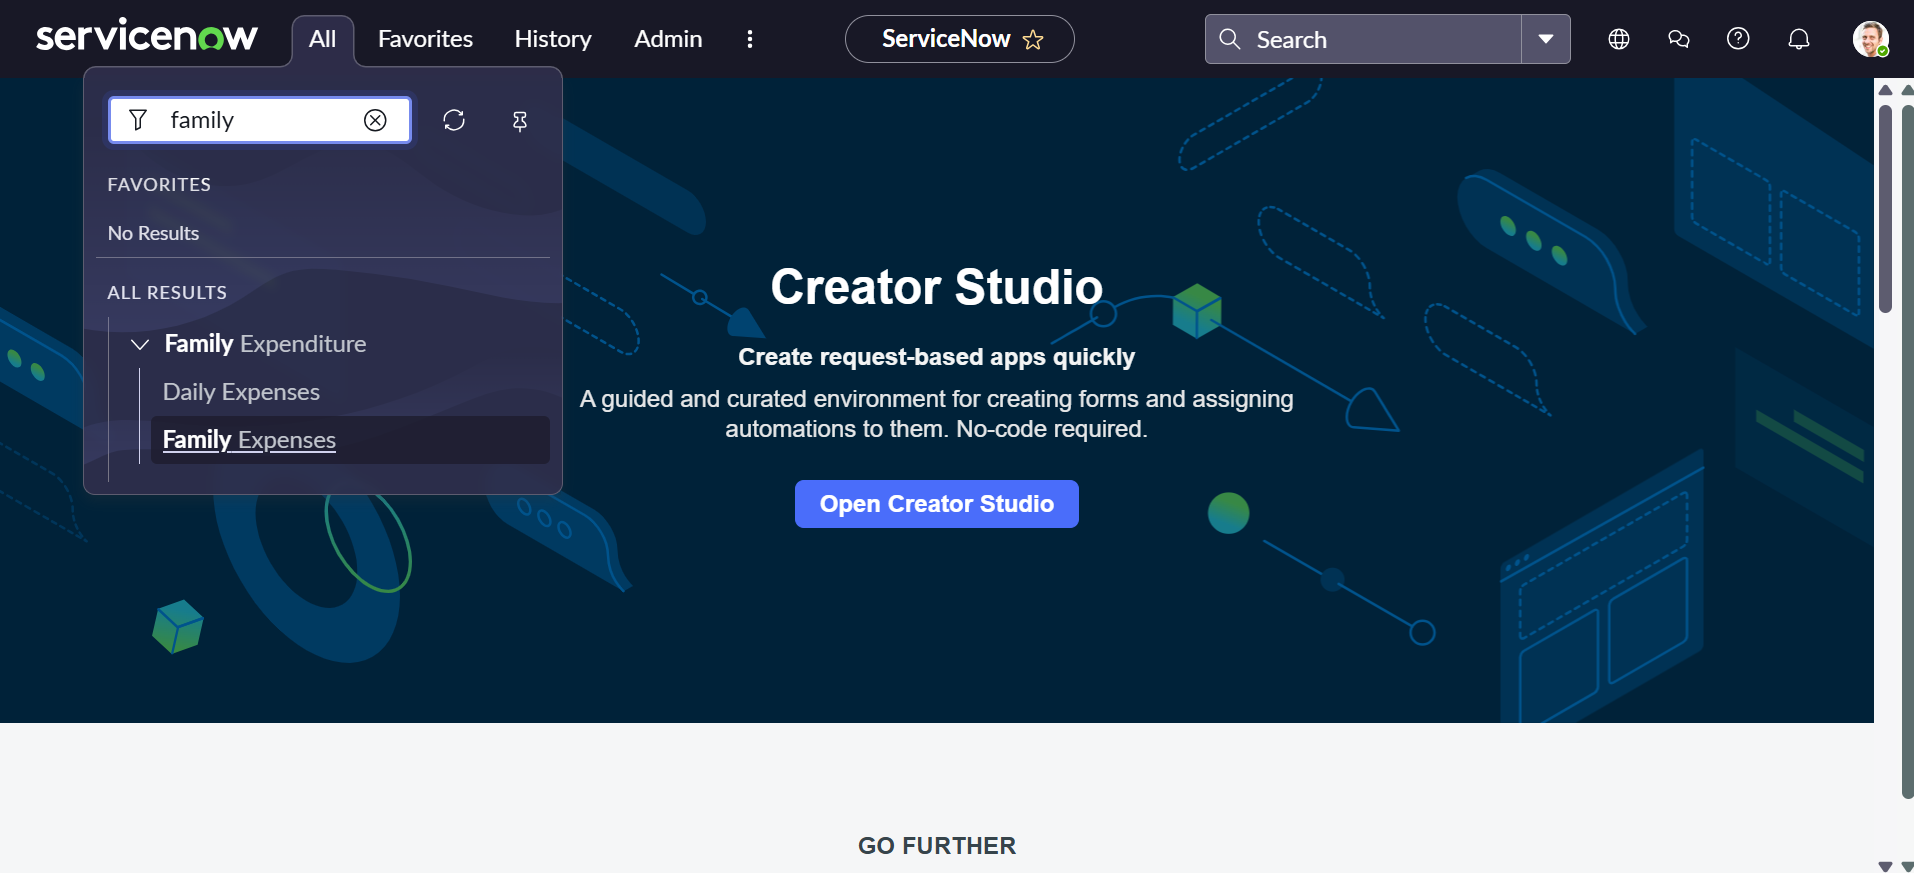 servicenow
All
Favorites
History
Admin
ServiceNow
Search
family
FAVORITES
No Results
ALL RESULTS
Family Expenditure
Daily Expenses
Family Expenses
Creator Studio
Create request-based apps quickly
A guided and curated environment for creating forms and assigning
automations to them. No-code required.
Open Creator Studio
GO FURTHER